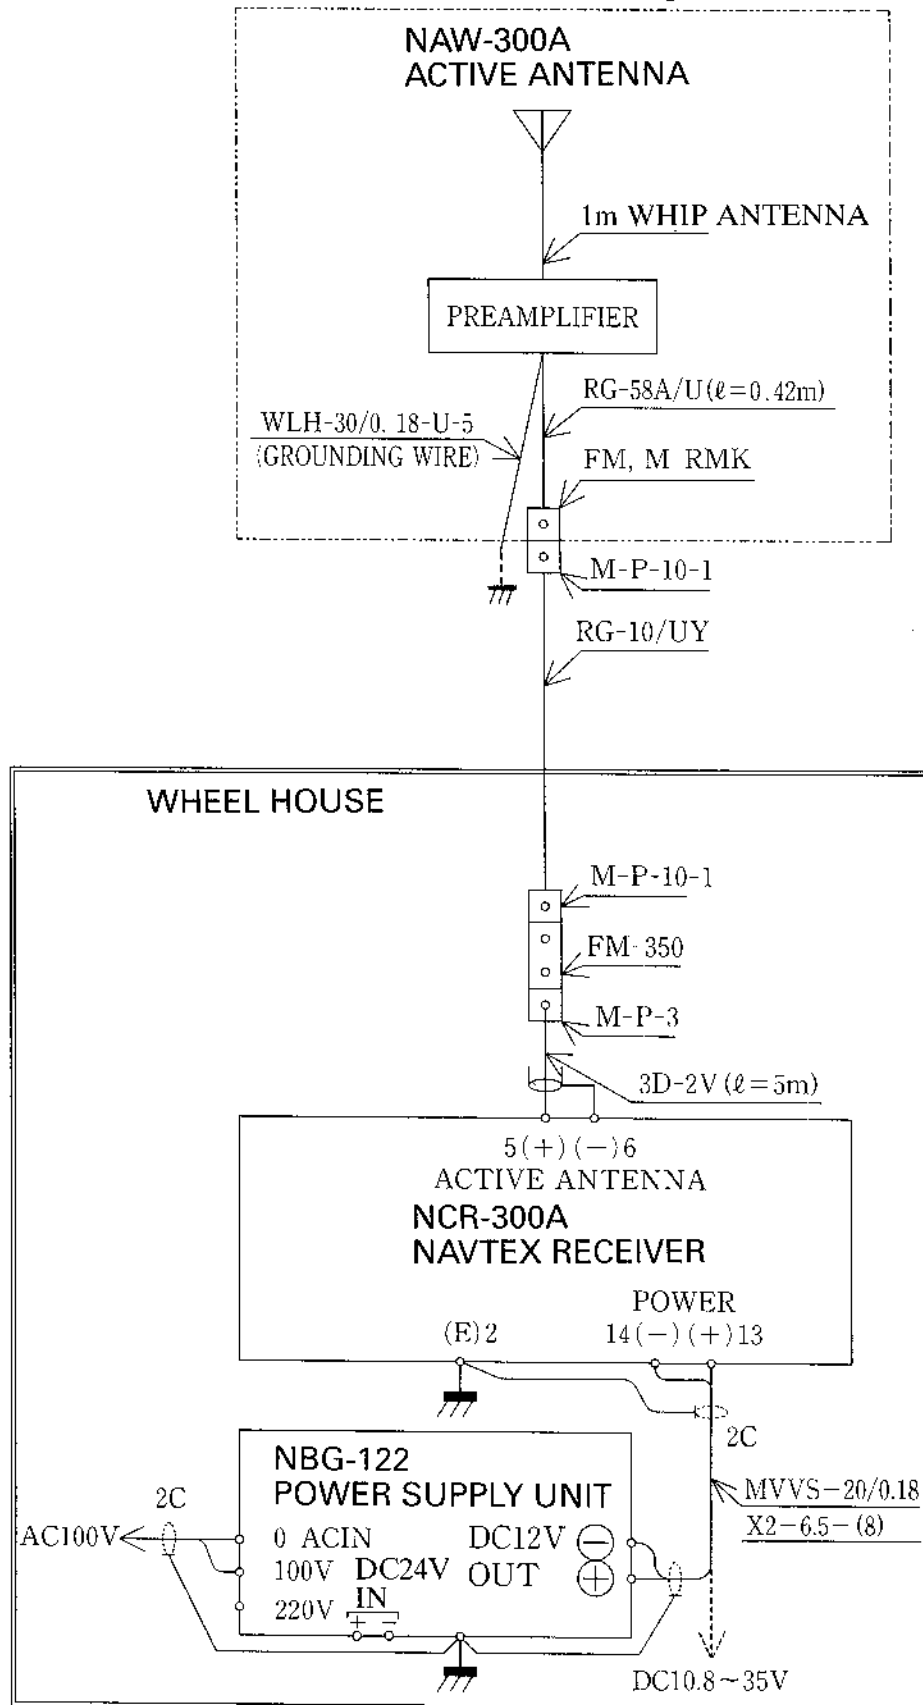 NAW-300A
ACTIVE ANTENNA
1m WHIP ANTENNA
PREAMPLIFIER
RG-58A/U(ℓ=0.42m)
WLH-30/0.18-U-5
(GROUNDING WIRE)
FM, M RMK
M-P-10-1
RG-10/UY
WHEEL HOUSE
M-P-10-1
FM-350
M-P-3
3D-2V(ℓ=5m)
5(+)(−)6
ACTIVE ANTENNA
NCR-300A
NAVTEX RECEIVER
POWER
(E)2 14(−)(+)13
2C
NBG-122
POWER SUPPLY UNIT
2C
MVVS-20/0.18
X2-6.5-(8)
AC100V
0 ACIN DC12V −
100V DC24V OUT +
220V IN
+ −
DC10.8~35V